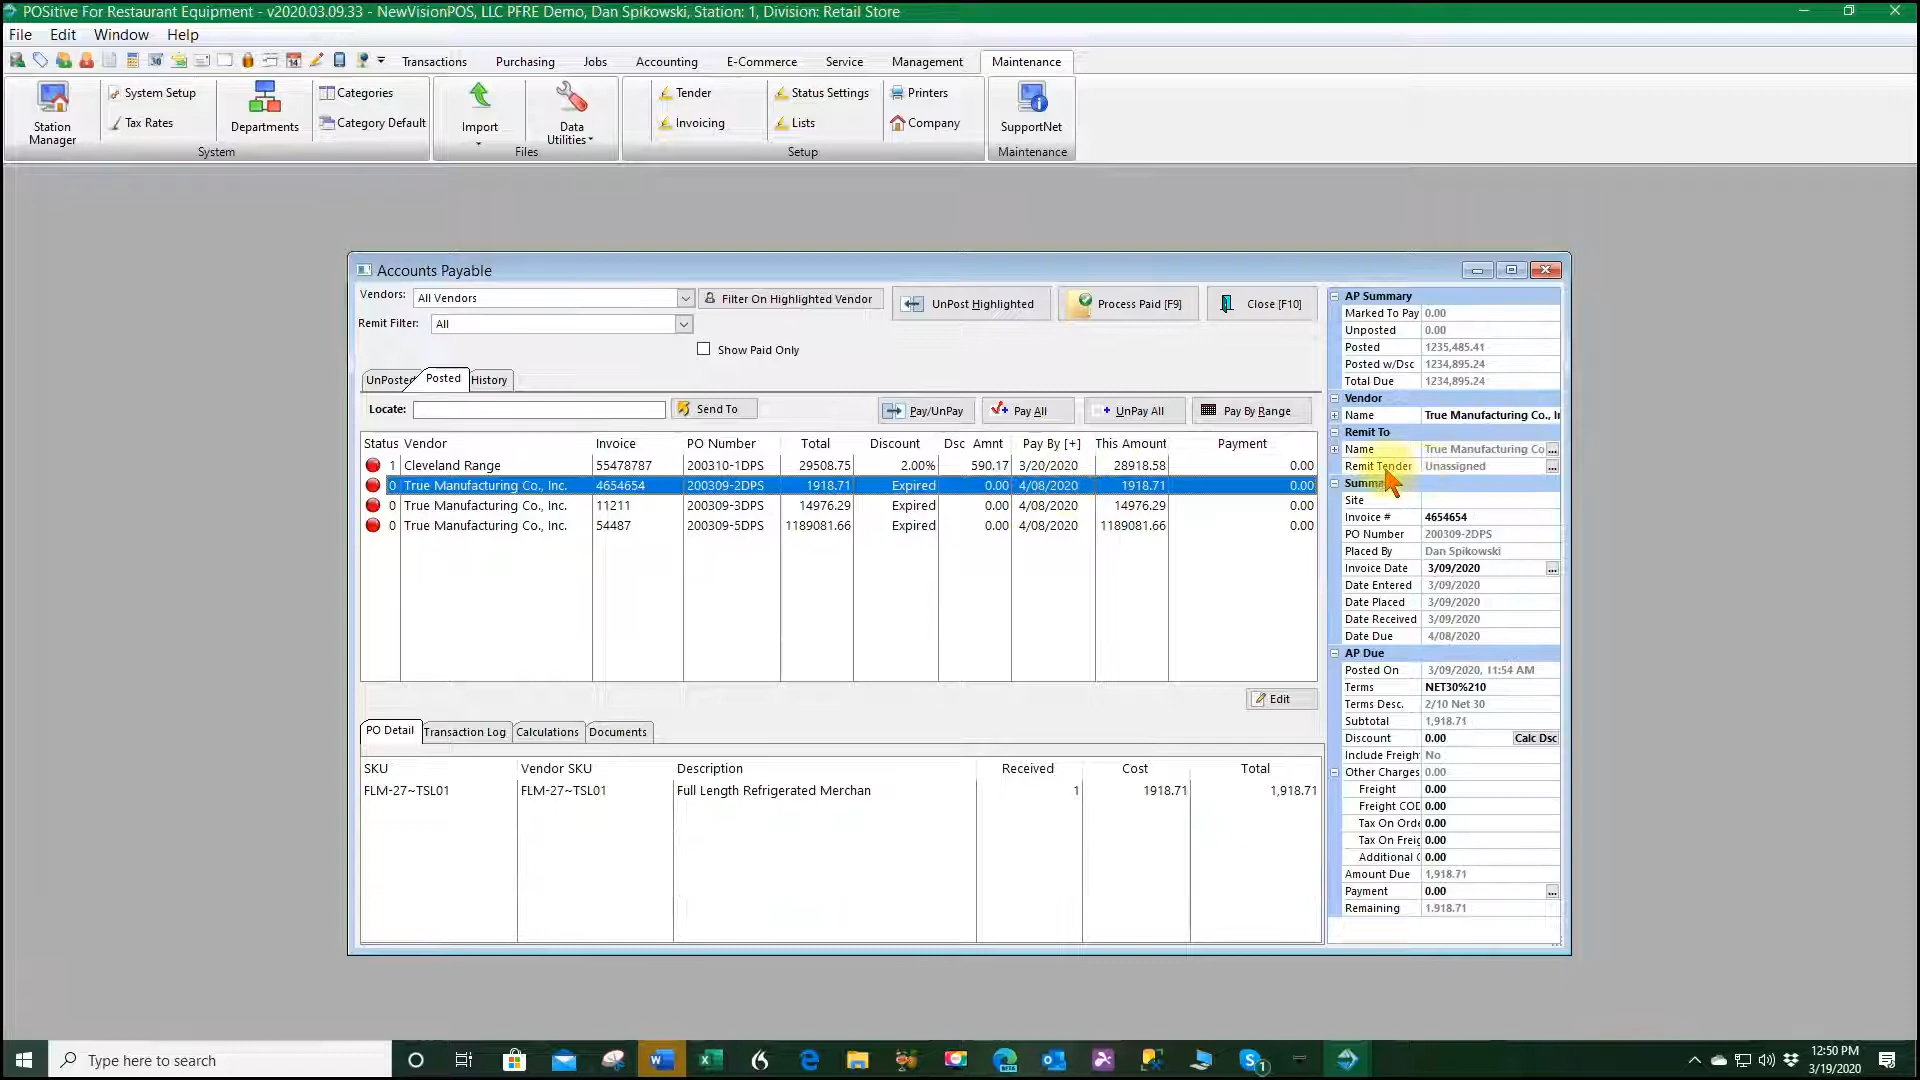 POSitive For Restaurant Equipment - v2020.03.09.33 - NewVisionPOS, LLC PFRE Demo, Dan Spikowski, Station: 1, Division: Retail Store
File Edit Window Help
Transactions Purchasing Jobs Accounting E-Commerce Service Management Maintenance
Station Manager
System Setup
Tax Rates
Departments
Categories
Category Default
System
Import
Data Utilities
Files
Tender
Invoicing
Status Settings
Lists
Printers
Company
Setup
SupportNet
Maintenance
Accounts Payable
Vendors: All Vendors
Filter On Highlighted Vendor
UnPost Highlighted
Process Paid [F9]
Close [F10]
Remit Filter: All
Show Paid Only
UnPosted Posted History
Locate:
Send To
Pay/UnPay
Pay All
UnPay All
Pay By Range
Status Vendor Invoice PO Number Total Discount Dsc Amnt Pay By [+] This Amount Payment
1 Cleveland Range 55478787 200310-1DPS 29508.75 2.00% 590.17 3/20/2020 28918.58 0.00
0 True Manufacturing Co., Inc. 4654654 200309-2DPS 1918.71 Expired 0.00 4/08/2020 1918.71 0.00
0 True Manufacturing Co., Inc. 11211 200309-3DPS 14976.29 Expired 0.00 4/08/2020 14976.29 0.00
0 True Manufacturing Co., Inc. 54487 200309-5DPS 1189081.66 Expired 0.00 4/08/2020 1189081.66 0.00
Edit
PO Detail Transaction Log Calculations Documents
SKU Vendor SKU Description Received Cost Total
FLM-27~TSL01 FLM-27~TSL01 Full Length Refrigerated Merchan 1 1918.71 1,918.71
AP Summary
Marked To Pay 0.00
Unposted 0.00
Posted 1235,485.41
Posted w/Dsc 1234,895.24
Total Due 1234,895.24
Vendor
Name True Manufacturing Co., I
Remit To
Name True Manufacturing Co ...
Remit Tender Unassigned ...
Summa
Site
Invoice # 4654654
PO Number 200309-2DPS
Placed By Dan Spikowski
Invoice Date 3/09/2020 ...
Date Entered 3/09/2020
Date Placed 3/09/2020
Date Received 3/09/2020
Date Due 4/08/2020
AP Due
Posted On 3/09/2020, 11:54 AM
Terms NET30%210
Terms Desc. 2/10 Net 30
Subtotal 1,918.71
Discount 0.00 Calc Dsc
Include Freigh No
Other Charges 0.00
Freight 0.00
Freight COD 0.00
Tax On Orde 0.00
Tax On Freig 0.00
Additional C 0.00
Amount Due 1,918.71
Payment 0.00 ...
Remaining 1,918.71
Type here to search
12:50 PM
3/19/2020